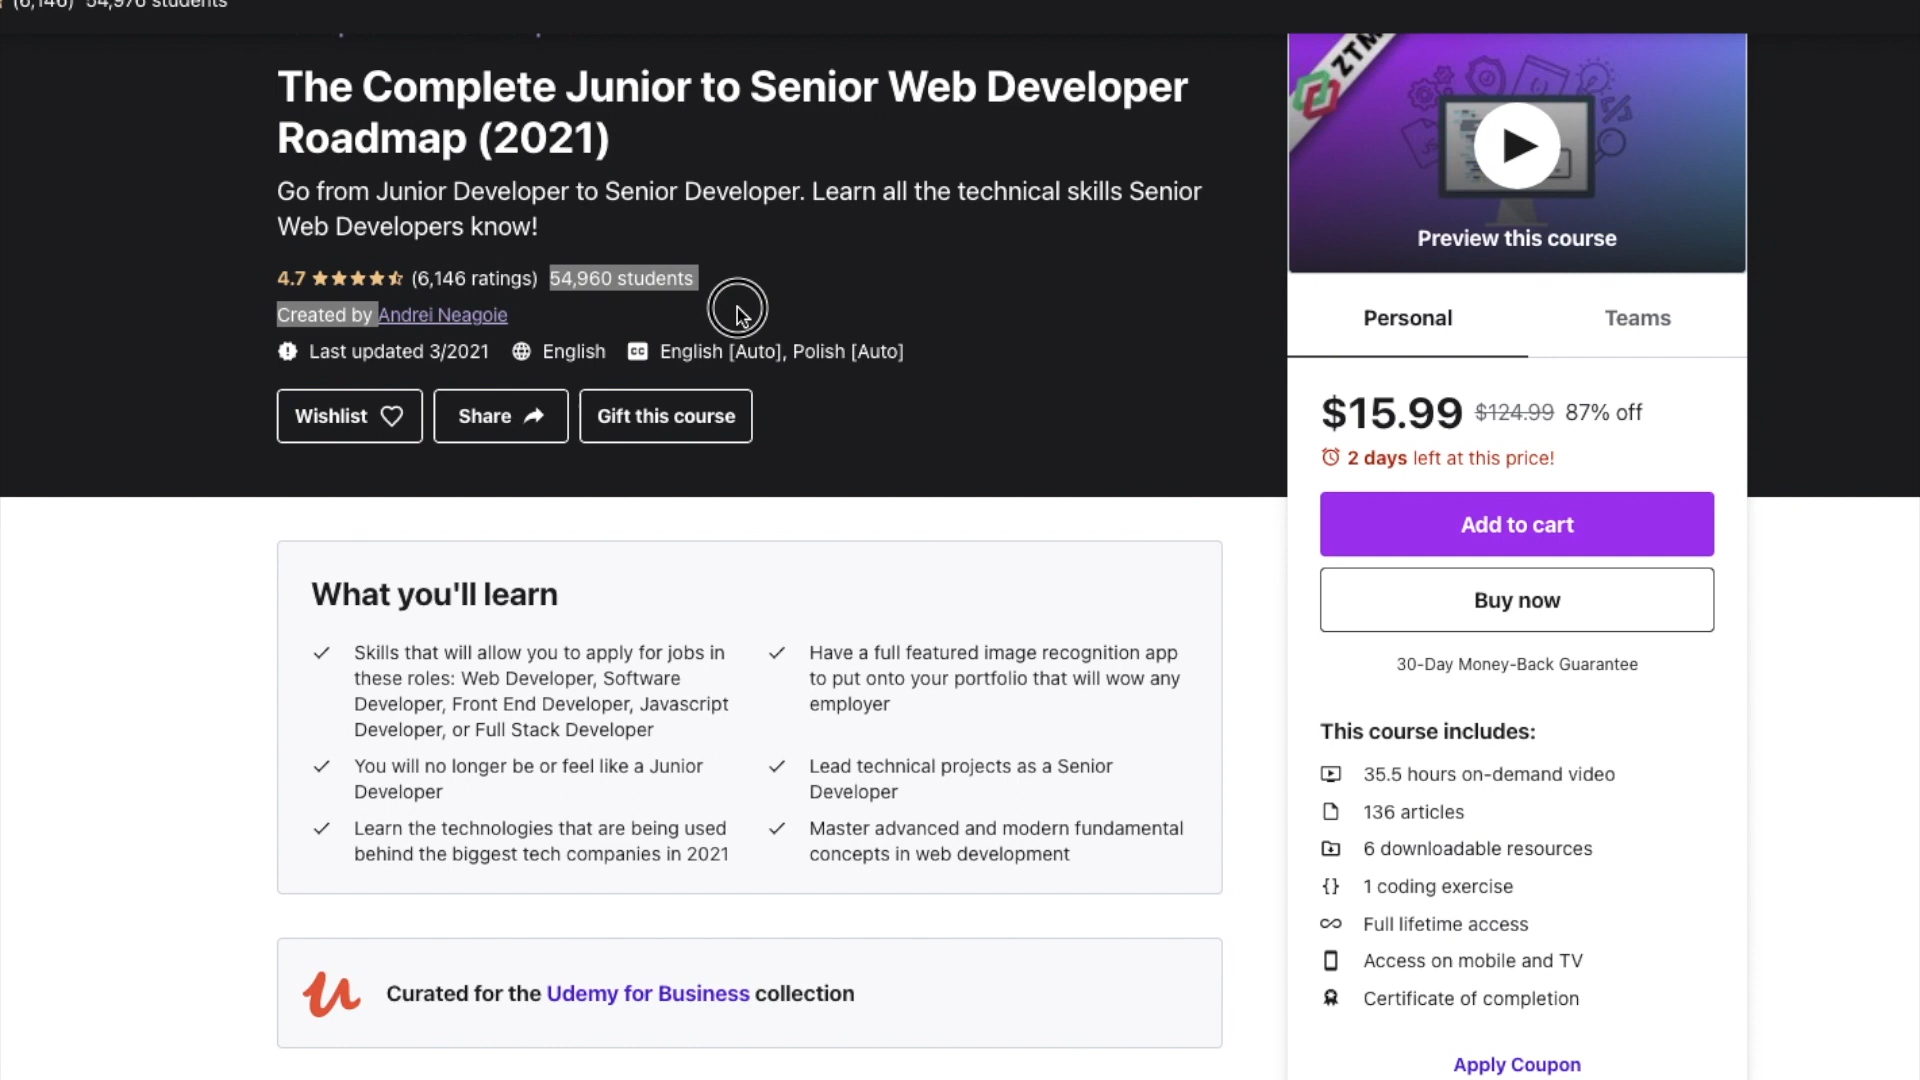 (6,146) 54,976 students
The Complete Junior to Senior Web Developer
Roadmap (2021)
Go from Junior Developer to Senior Developer. Learn all the technical skills Senior
Web Developers know!
4.7 (6,146 ratings) 54,960 students
Created by Andrei Neagoie
Last updated 3/2021 English CC English [Auto], Polish [Auto]
Wishlist Share Gift this course
What you'll learn
Skills that will allow you to apply for jobs in
these roles: Web Developer, Software
Developer, Front End Developer, Javascript
Developer, or Full Stack Developer
Have a full featured image recognition app
to put onto your portfolio that will wow any
employer
You will no longer be or feel like a Junior
Developer
Lead technical projects as a Senior
Developer
Learn the technologies that are being used
behind the biggest tech companies in 2021
Master advanced and modern fundamental
concepts in web development
Curated for the Udemy for Business collection
ZTM
Preview this course
Personal Teams
$15.99 $124.99 87% off
2 days left at this price!
Add to cart
Buy now
30-Day Money-Back Guarantee
This course includes:
35.5 hours on-demand video
136 articles
6 downloadable resources
{} 1 coding exercise
Full lifetime access
Access on mobile and TV
Certificate of completion
Apply Coupon